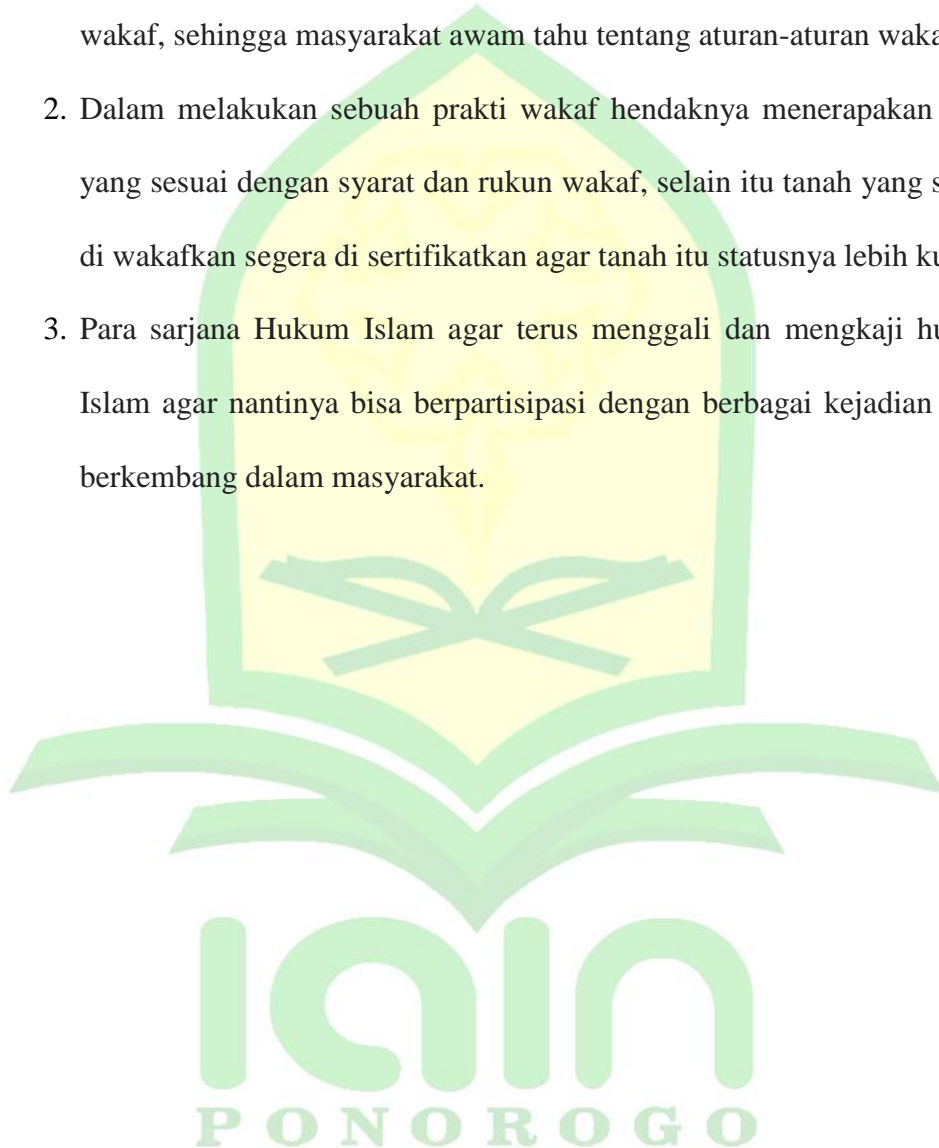 wakaf, sehingga masyarakat awam tahu tentang aturan-aturan
2. Dalam melakukan sebuah prakti wakaf hendaknya menerapakan
yang sesuai dengan syarat dan rukun wakaf, selain itu tanah yang
di wakafkan segera di sertifikatkan agar tanah itu statusnya lebih
3. Para sarjana Hukum Islam agar terus menggali dan mengkaji
Islam agar nantinya bisa berpartisipasi dengan berbagai kejadian
berkembang dalam masyarakat.
iain
PONOROGO